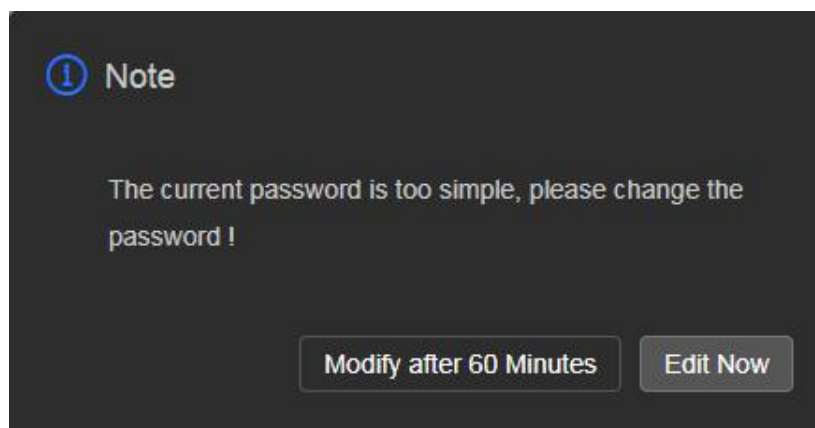 Note
The current password is too simple, please change the
password !
Modify after 60 Minutes Edit Now